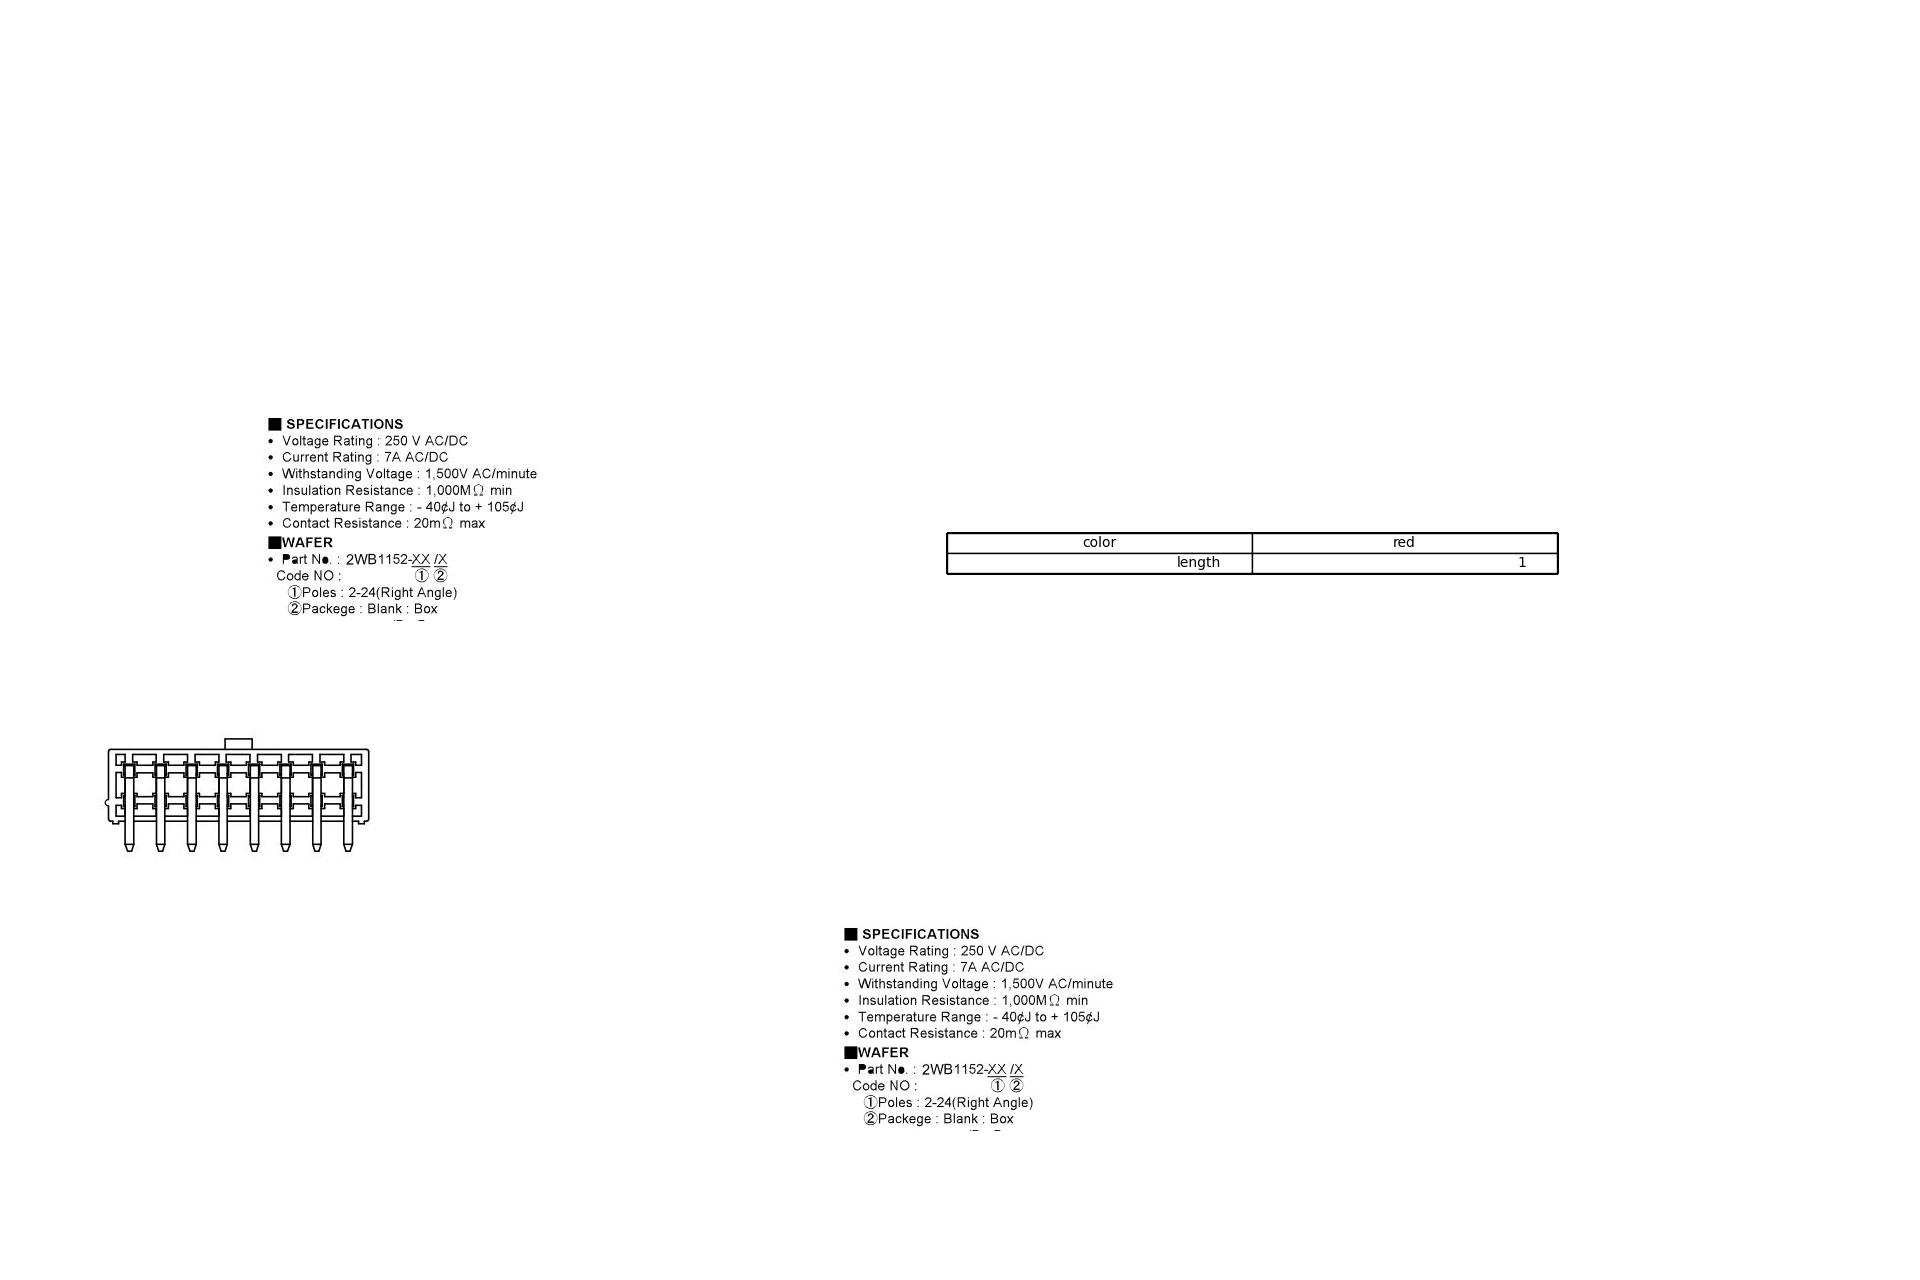 ■ SPECIFICATIONS
• Voltage Rating : 250 V AC/DC
• Current Rating : 7A AC/DC
• Withstanding Voltage : 1,500V AC/minute
• Insulation Resistance : 1,000MΩ min
• Temperature Range : - 40¢J to + 105¢J
• Contact Resistance : 20mΩ max
■WAFER
• Part No. : 2WB1152-XX /X
Code NO : ① ②
①Poles : 2-24(Right Angle)
②Packege : Blank : Box
color red
length 1
■ SPECIFICATIONS
• Voltage Rating : 250 V AC/DC
• Current Rating : 7A AC/DC
• Withstanding Voltage : 1,500V AC/minute
• Insulation Resistance : 1,000MΩ min
• Temperature Range : - 40¢J to + 105¢J
• Contact Resistance : 20mΩ max
■WAFER
• Part No. : 2WB1152-XX /X
Code NO : ① ②
①Poles : 2-24(Right Angle)
②Packege : Blank : Box